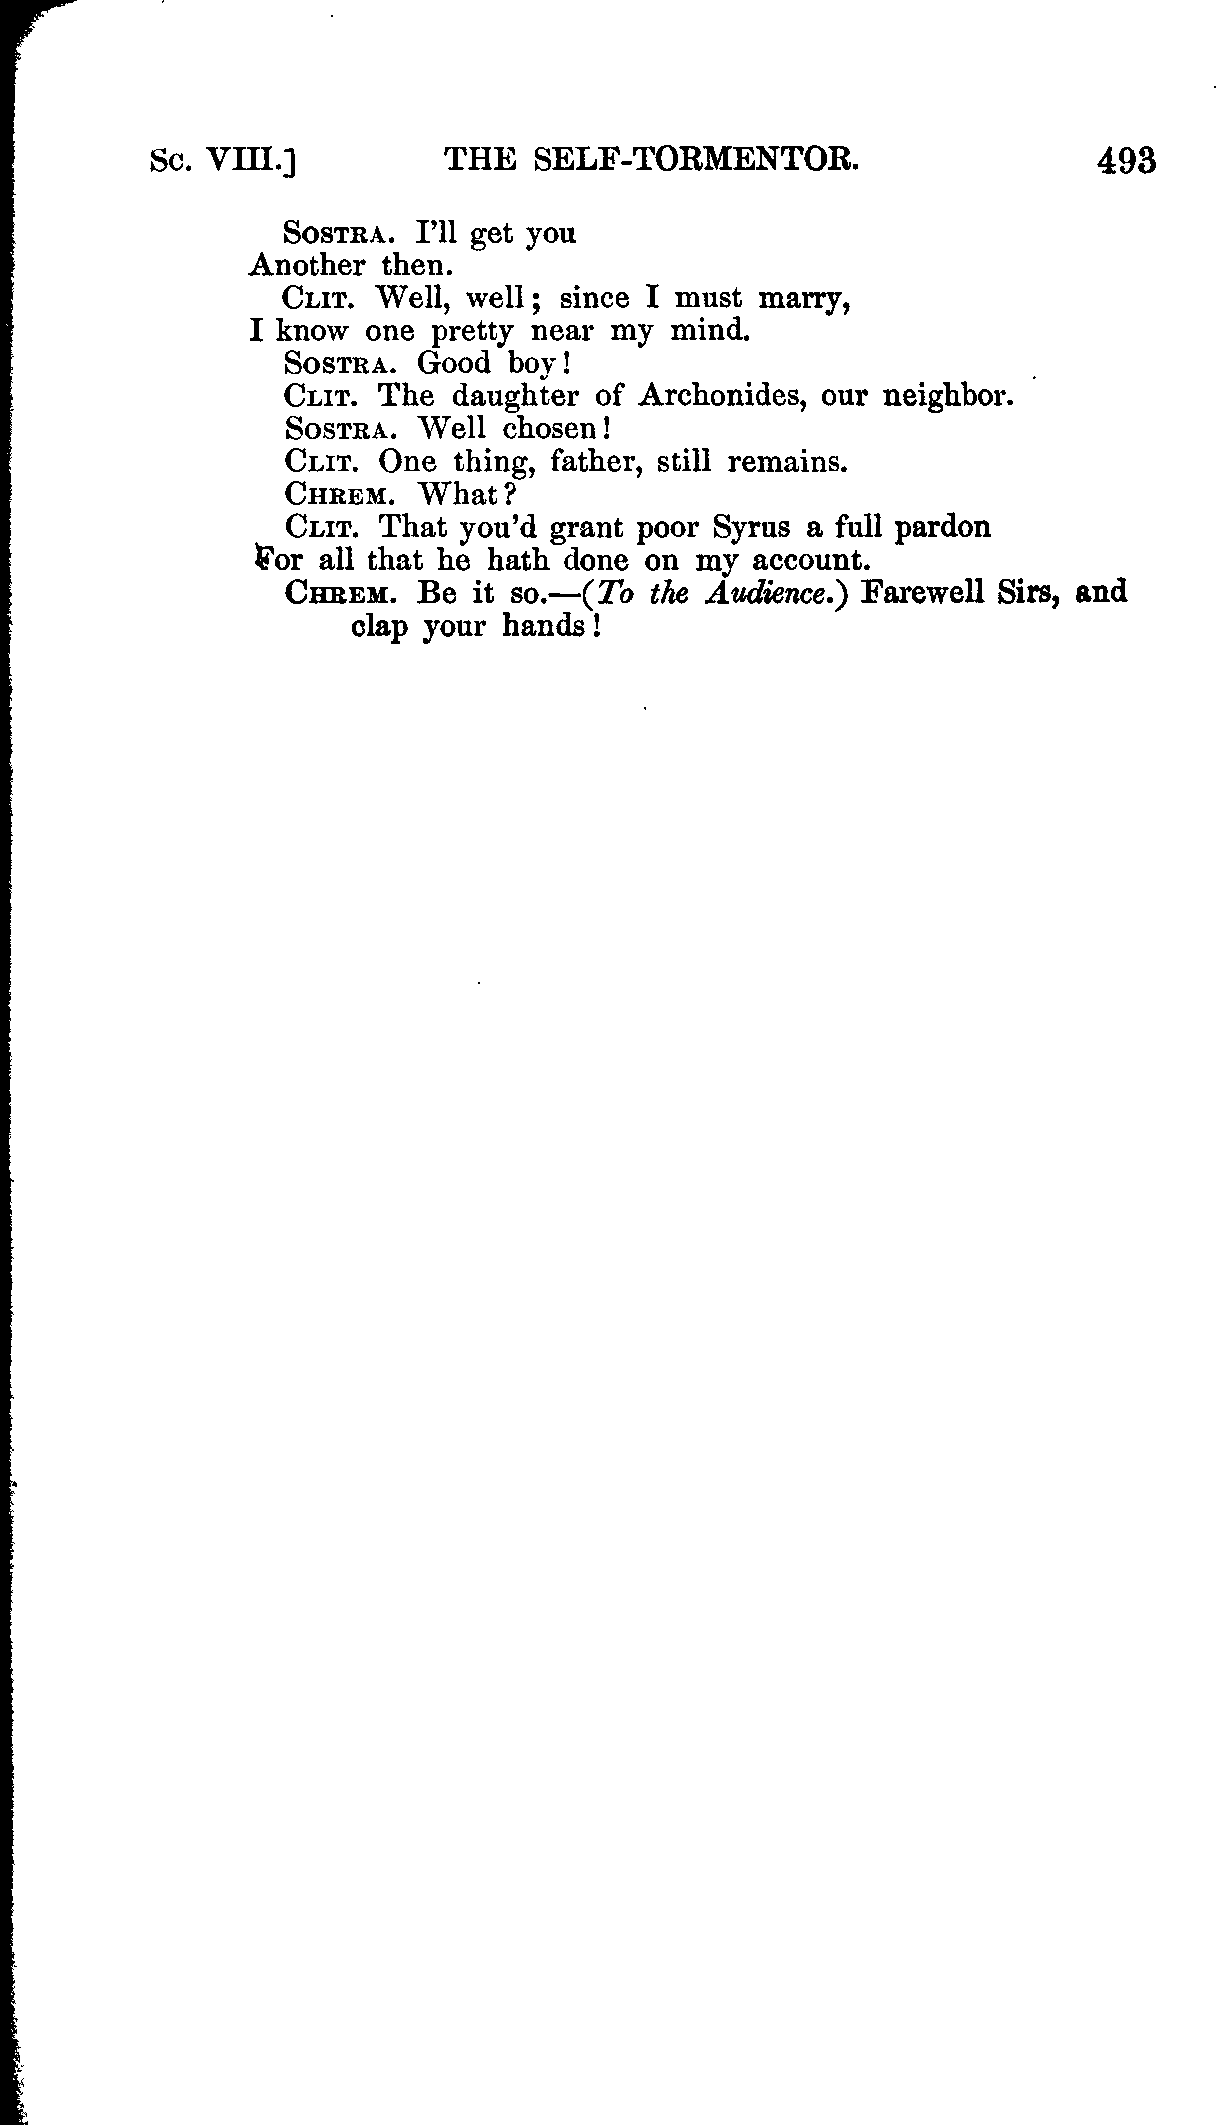 Sc. VIII.] THE SELF-TORMENTOR. 493
Sostra. I'll get you
Another then.
Clit. Well, well; since I must marry,
I know one pretty near my mind.
Sostra. Good boy!
Clit. The daughter of Archonides, our neighbor.
Sostra. Well chosen!
Clit. One thing, father, still remains.
Chrem. What?
Clit. That you'd grant poor Syrus a full pardon
For all that he hath done on my account.
Chrem. Be it so.—(To the Audience.) Farewell Sirs, and
clap your hands!